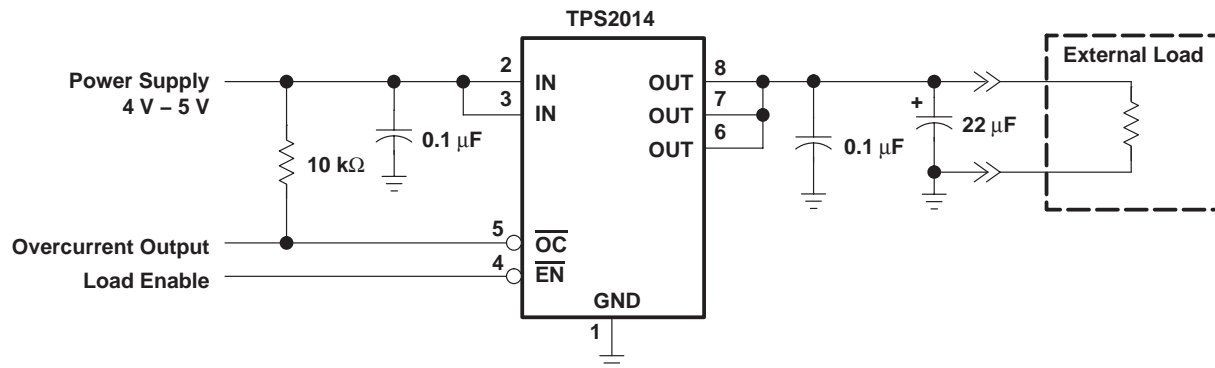 TPS2014
Power Supply
4 V – 5 V
2
IN
3
IN
OUT
8
OUT
7
OUT
6
External Load
0.1 μF
10 kΩ
0.1 μF
+
22 μF
Overcurrent Output
5
OC
Load Enable
4
EN
GND
1